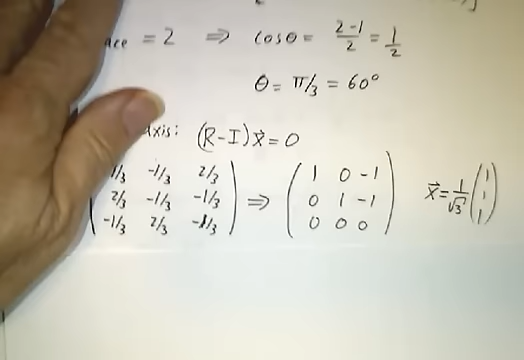 ace = 2 ⇒ cosθ = (2-1)/2 = 1/2
θ = π/3 = 60°
axis: (R-I)x⃗ = 0
1/3 -1/3 2/3 ⇒ 1 0 -1 x⃗ = 1/√3 (1 1 1)
2/3 -1/3 -1/3 0 1 -1
-1/3 2/3 0 0 0